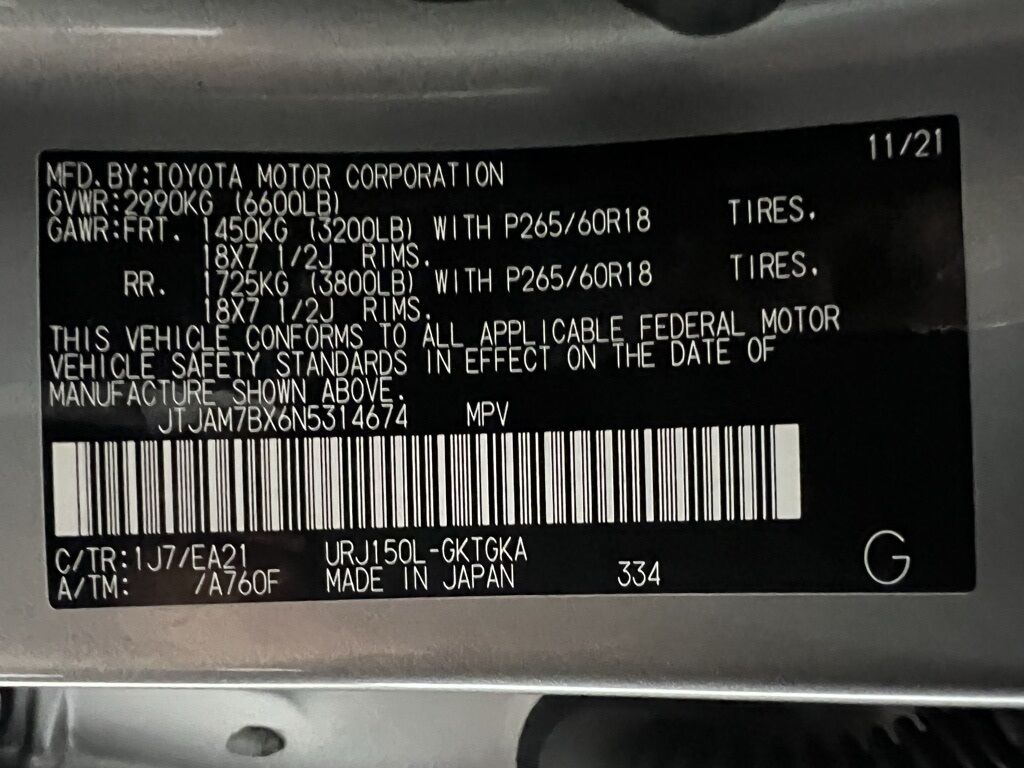 11/21
MFD. BY:TOYOTA MOTOR CORPORATION
GVWR:2990KG (6600LB)
GAWR:FRT. 1450KG (3200LB) WITH P265/60R18 TIRES.
18X7 1/2J RIMS.
RR. 1725KG (3800LB) WITH P265/60R18 TIRES.
18X7 1/2J RIMS.
THIS VEHICLE CONFORMS TO ALL APPLICABLE FEDERAL MOTOR
VEHICLE SAFETY STANDARDS IN EFFECT ON THE DATE OF
MANUFACTURE SHOWN ABOVE.
JTJAM7BX6N5314674 MPV
C/TR:1J7/EA21 URJ150L-GKTGKA
A/TM: /A760F MADE IN JAPAN 334 G